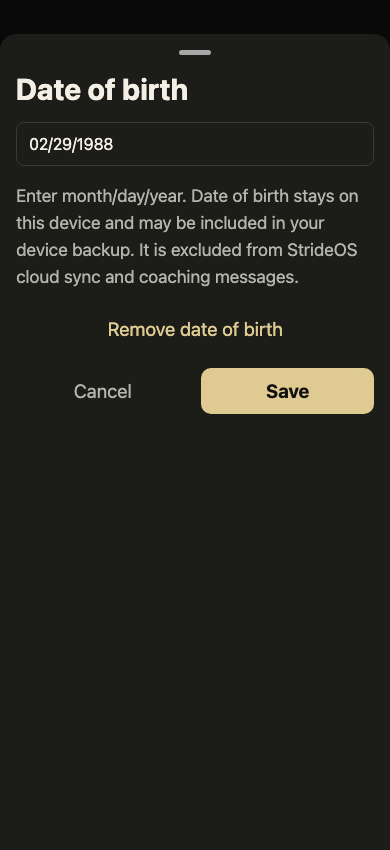 Date of birth
02/29/1988
Enter month/day/year. Date of birth stays on
this device and may be included in your
device backup. It is excluded from StrideOS
cloud sync and coaching messages.
Remove date of birth
Cancel
Save